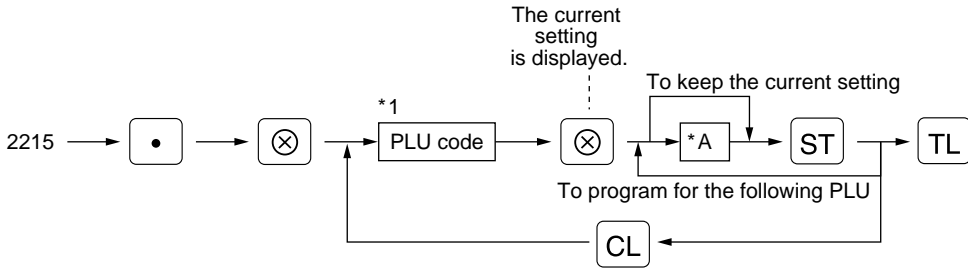 The current
setting
is displayed.
To keep the current setting
*1
2215
•
⊗
PLU code
⊗
*A
ST
TL
To program for the following PLU
CL